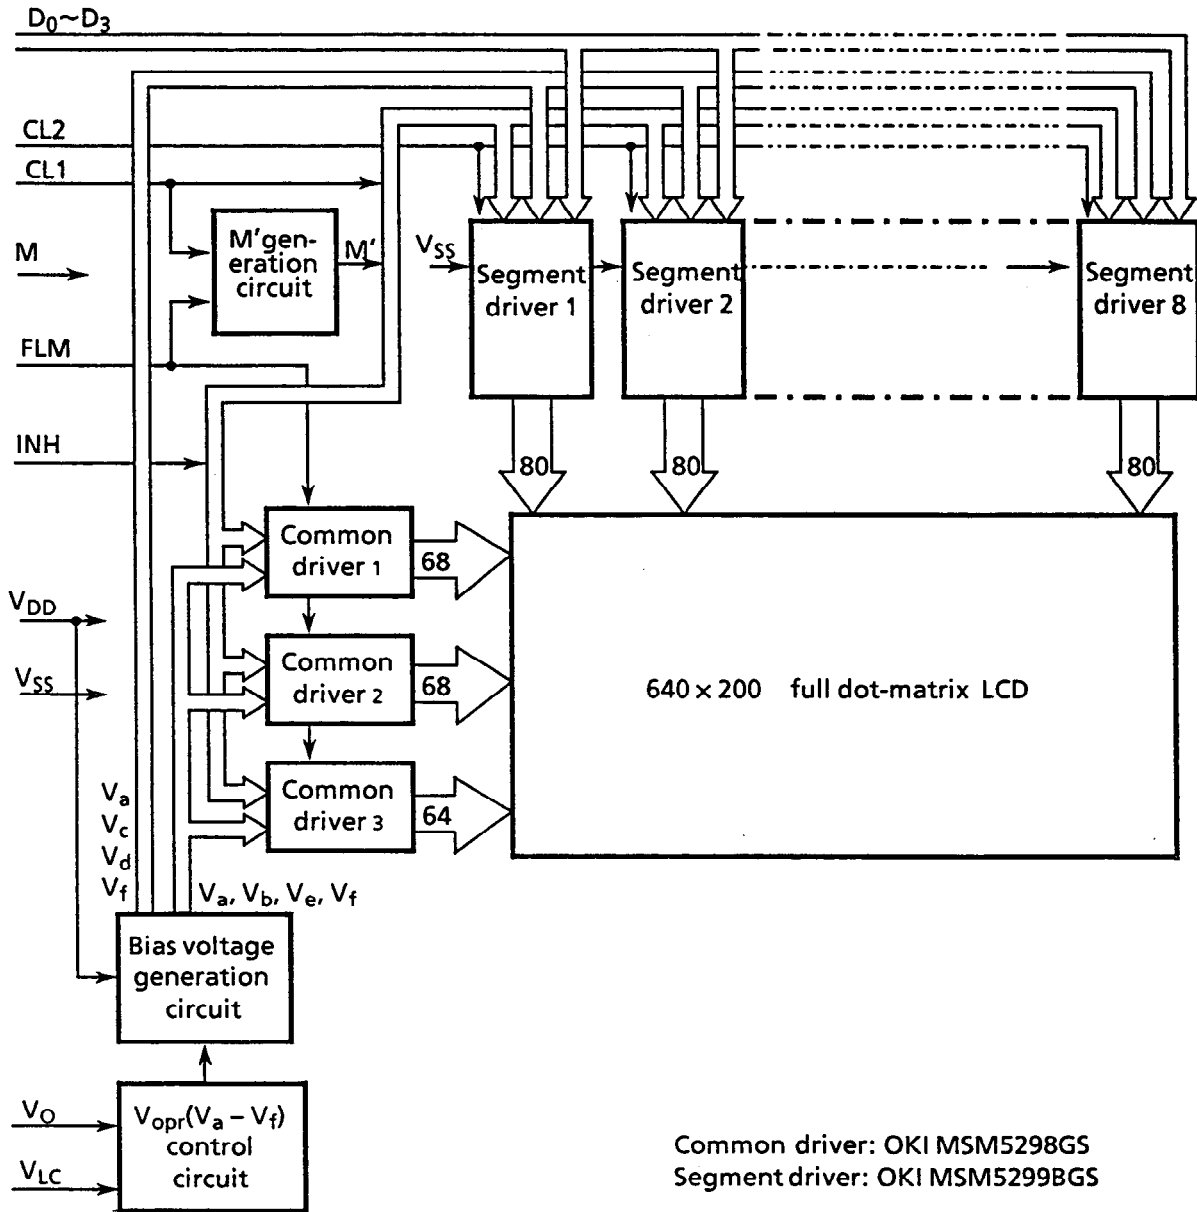 D0~D3
CL2
CL1
M
FLM
INH
M'gen-
eration
circuit
M'
VSS
Segment
driver 1
Segment
driver 2
Segment
driver 8
80
80
80
Common
driver 1
68
Common
driver 2
68
Common
driver 3
64
640 × 200 full dot-matrix LCD
VDD
VSS
Va
Vc
Vd
Vf
Va, Vb, Ve, Vf
Bias voltage
generation
circuit
VO
VLC
Vopr(Va – Vf)
control
circuit
Common driver: OKI MSM5298GS
Segment driver: OKI MSM5299BGS